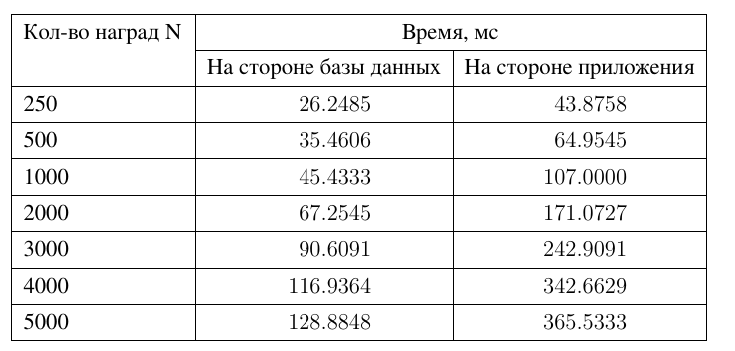 Кол-во наград N Время, мс
На стороне базы данных На стороне приложения
250 26.2485 43.8758
500 35.4606 64.9545
1000 45.4333 107.0000
2000 67.2545 171.0727
3000 90.6091 242.9091
4000 116.9364 342.6629
5000 128.8848 365.5333